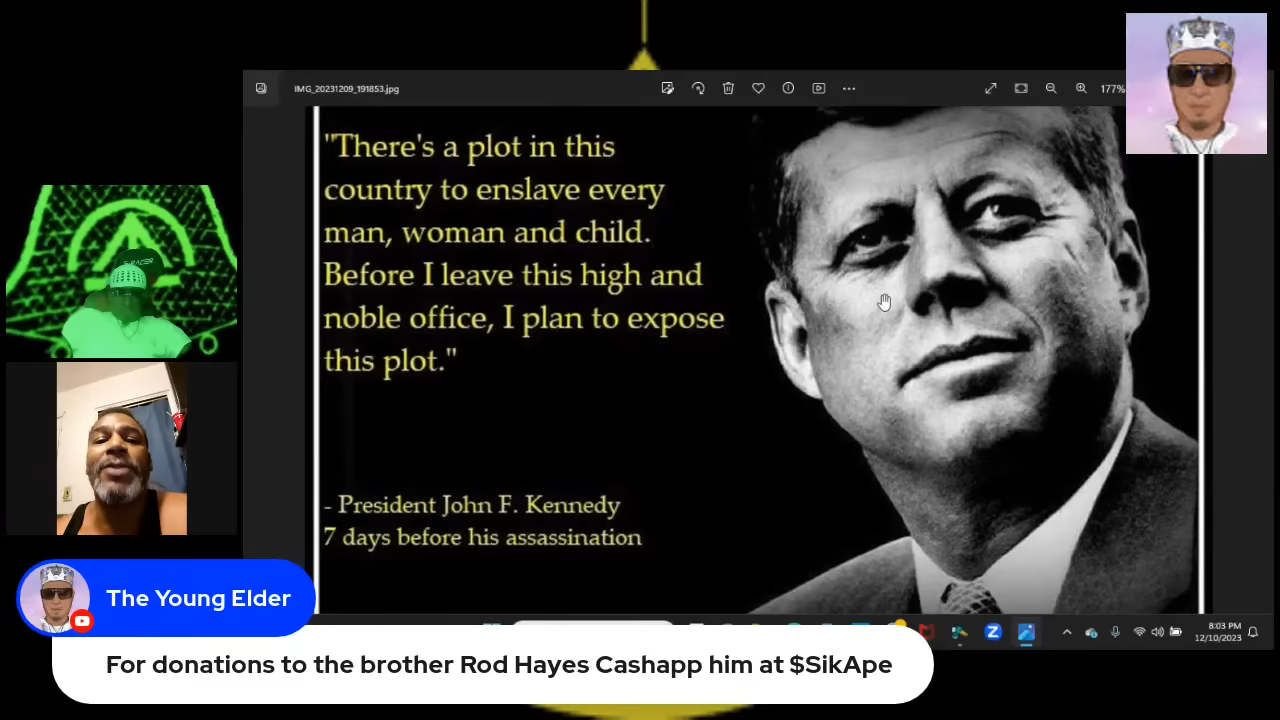 IMG_20231209_191853.jpg
177%
"There's a plot in this
country to enslave every
man, woman and child.
Before I leave this high and
noble office, I plan to expose
this plot."
- President John F. Kennedy
7 days before his assassination
The Young Elder
For donations to the brother Rod Hayes Cashapp him at $SikApe
8:03 PM
12/10/2023